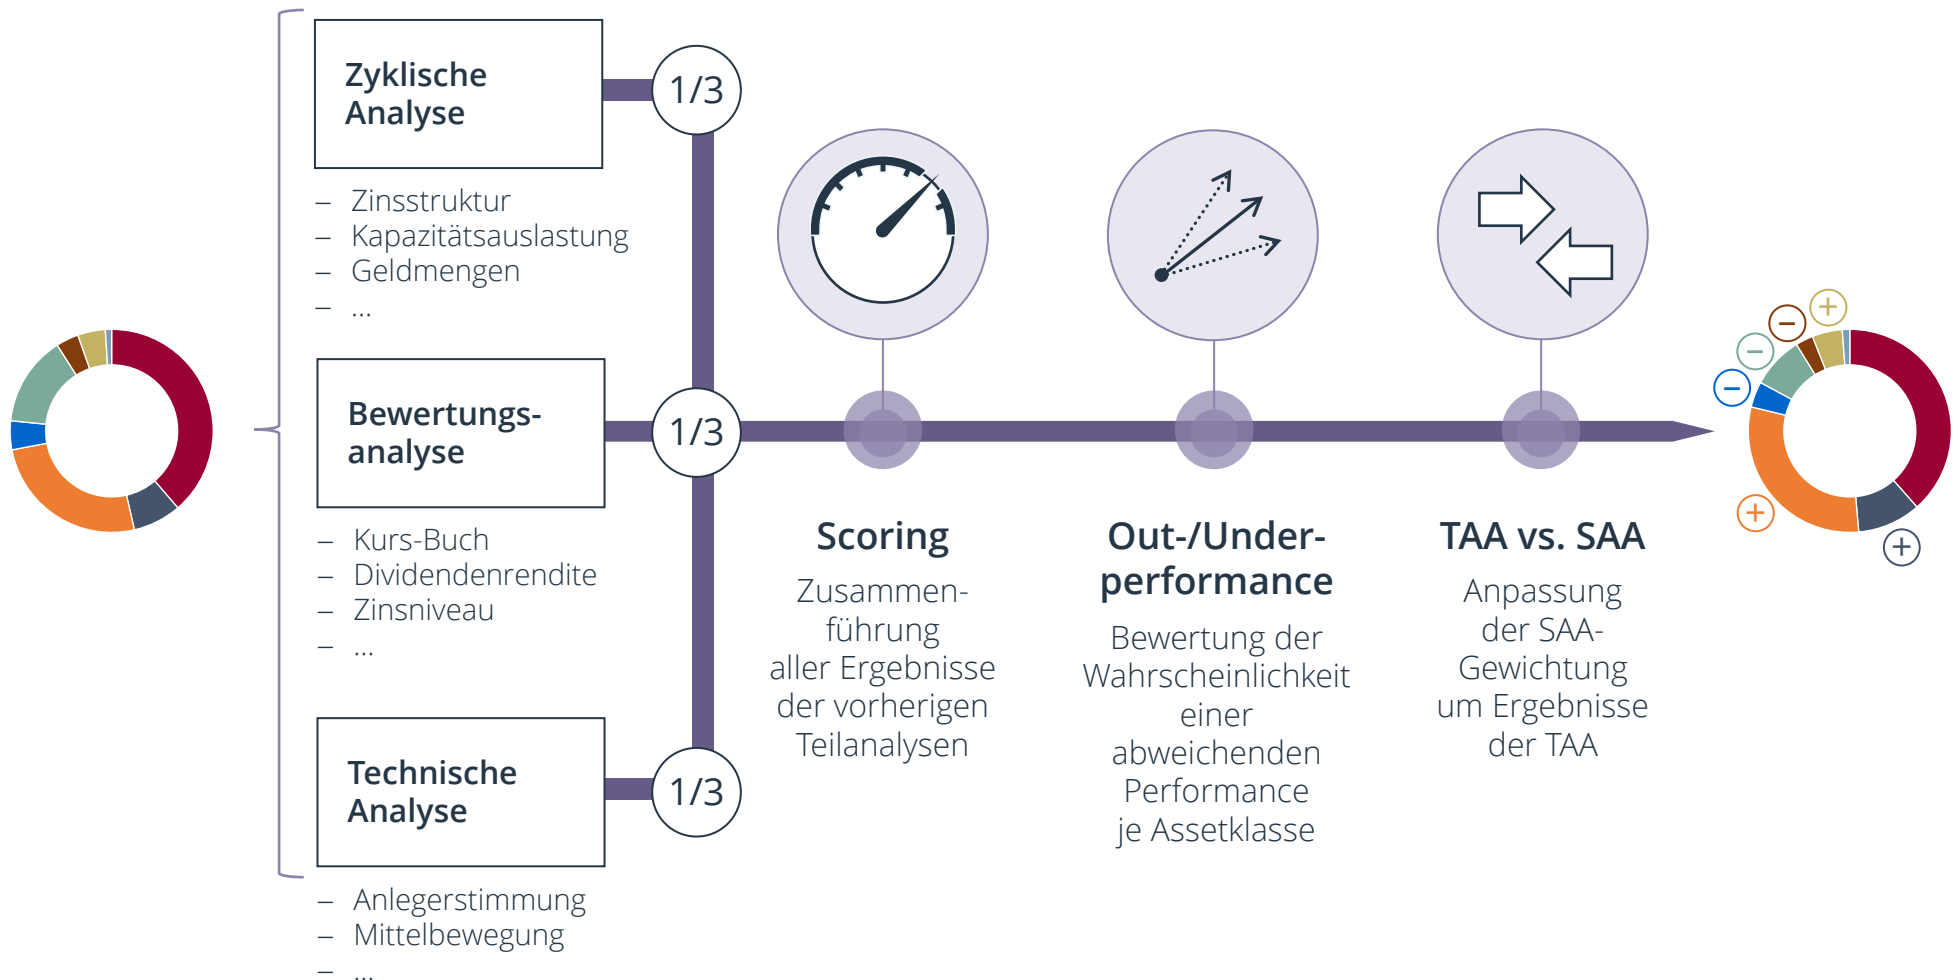 Zyklische
Analyse
1/3
– Zinsstruktur
– Kapazitätsauslastung
– Geldmengen
– ...
Bewertungs-
analyse
1/3
– Kurs-Buch
– Dividendenrendite
– Zinsniveau
– ...
Technische
Analyse
1/3
– Anlegerstimmung
– Mittelbewegung
– ...
Scoring
Zusammen-
führung
aller Ergebnisse
der vorherigen
Teilanalysen
Out-/Under-
performance
Bewertung der
Wahrscheinlichkeit
einer
abweichenden
Performance
je Assetklasse
TAA vs. SAA
Anpassung
der SAA-
Gewichtung
um Ergebnisse
der TAA
+
–
–
–
+
+